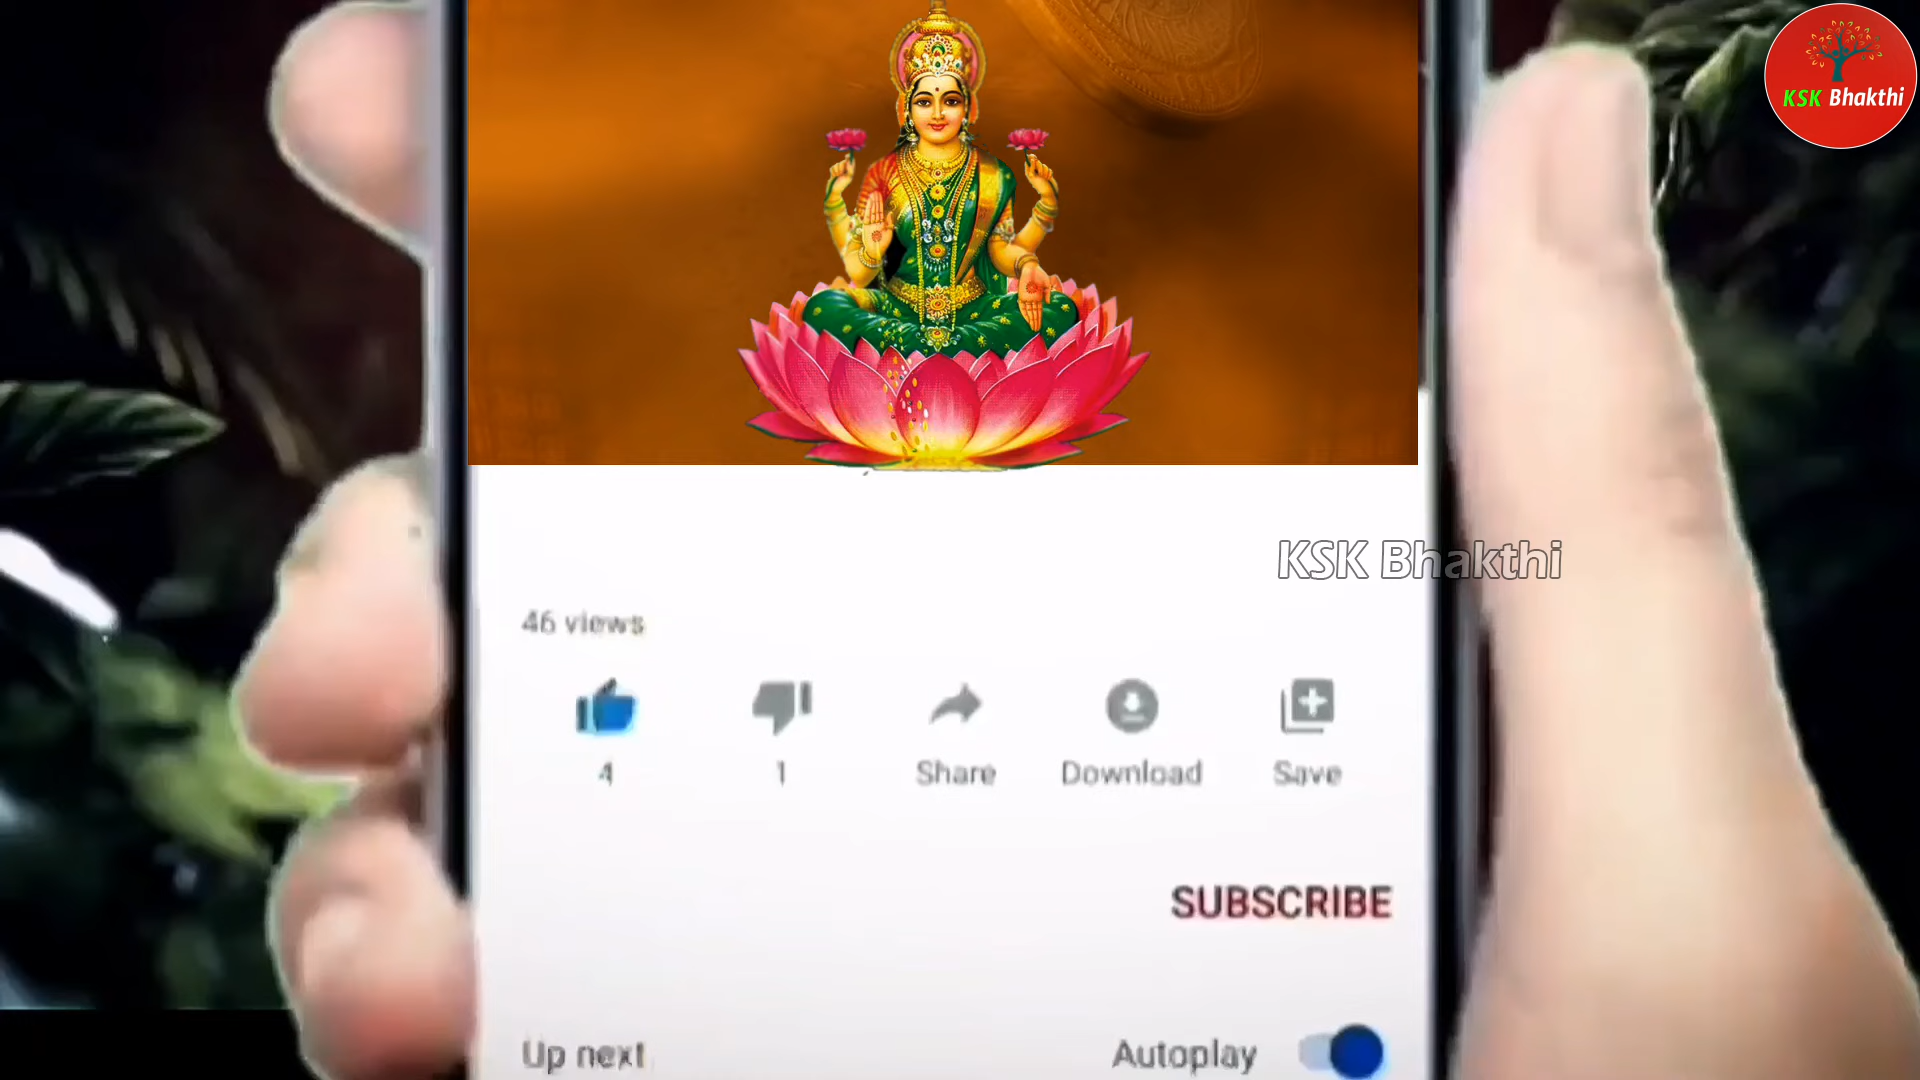 KSK Bhakthi
KSK Bhakthi
46 views
4
1
Share
Download
Save
SUBSCRIBE
Up next
Autoplay